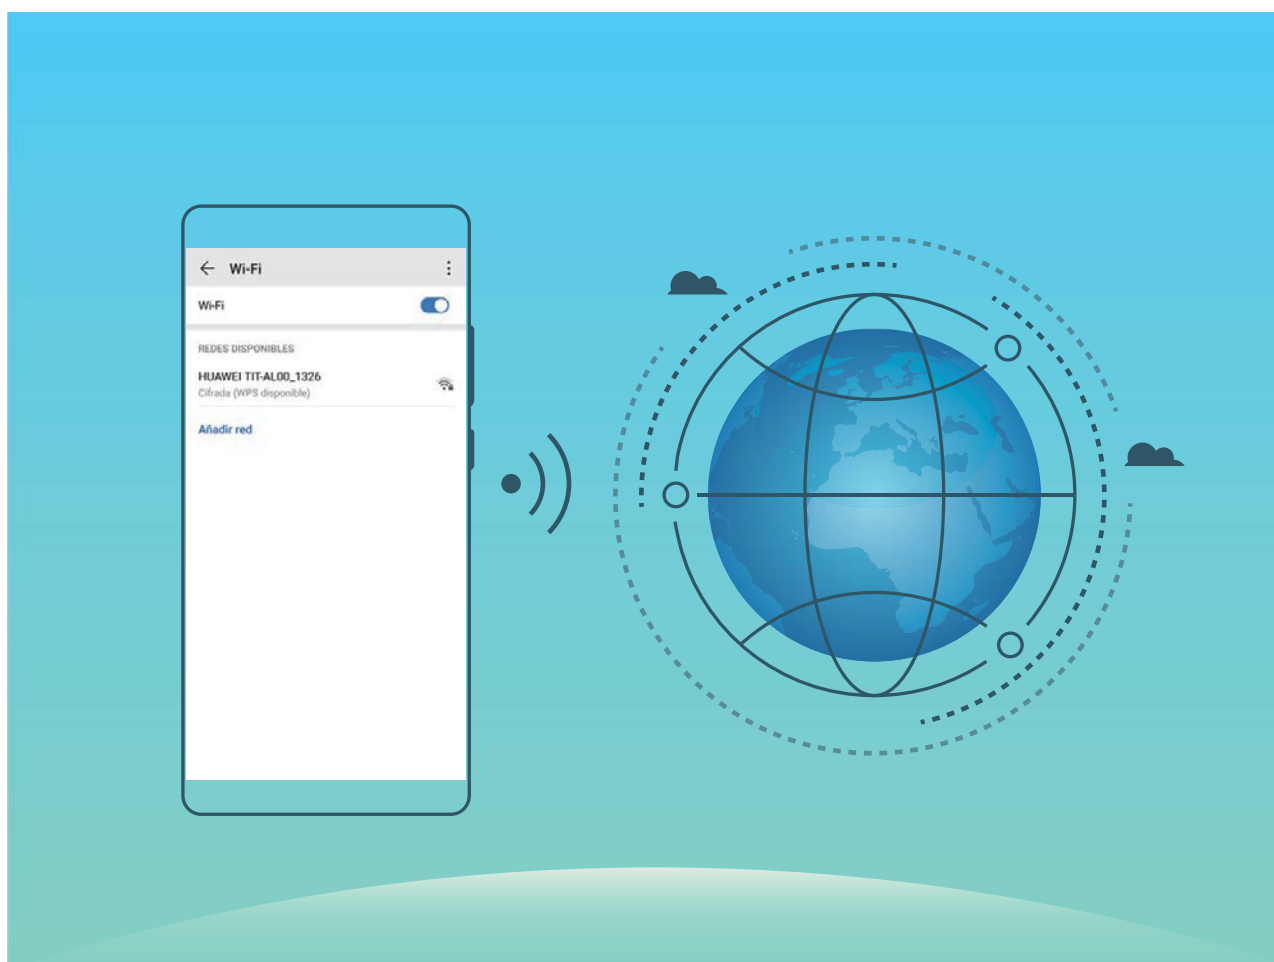 Wi-Fi
Wi-Fi
REDES DISPONIBLES
HUAWEI TIT-AL00_1326
Cifrada (WPS disponible)
Añadir red